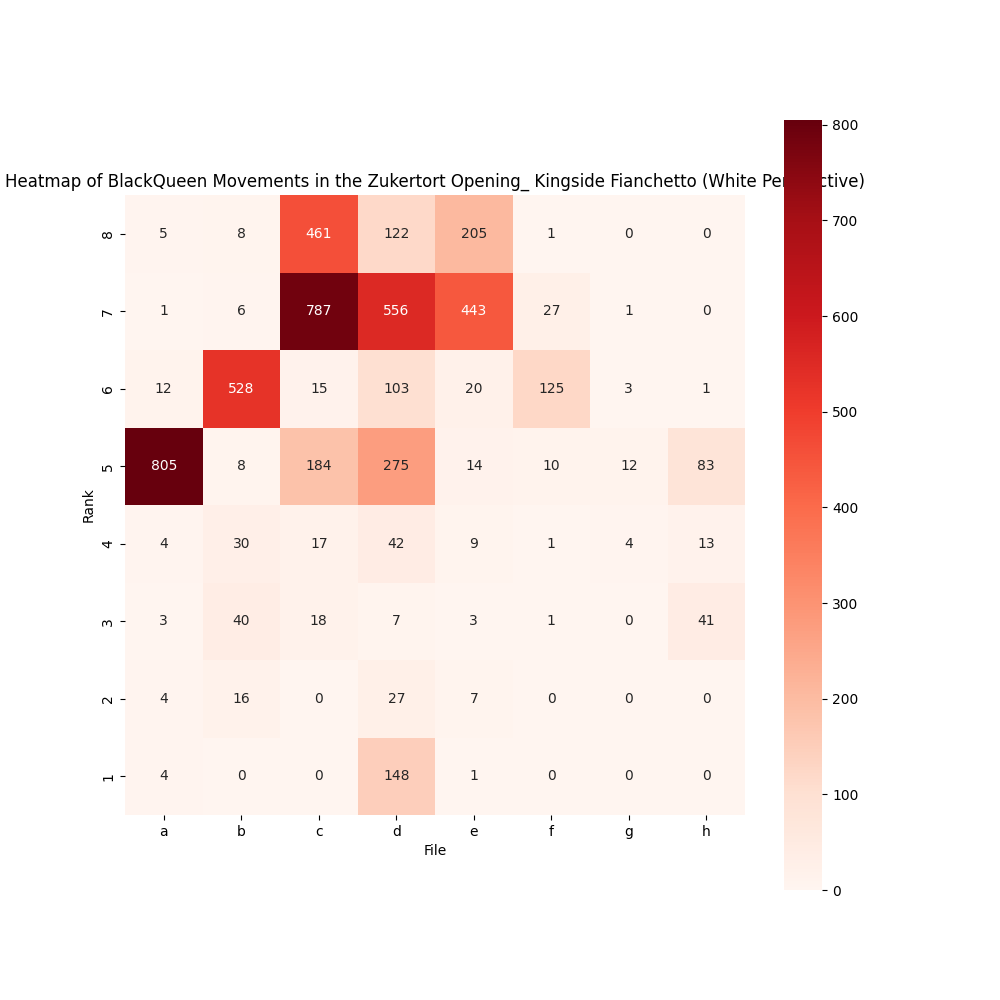 Heatmap of BlackQueen Movements in the Zukertort Opening_ Kingside Fianchetto (White Perspective)
8 5 8 461 122 205 1 0 0
7 1 6 787 556 443 27 1 0
6 12 528 15 103 20 125 3 1
5 805 8 184 275 14 10 12 83
4 4 30 17 42 9 1 4 13
3 3 40 18 7 3 1 0 41
2 4 16 0 27 7 0 0 0
1 4 0 0 148 1 0 0 0
a b c d e f g h
File
Rank
800
700
600
500
400
300
200
100
0